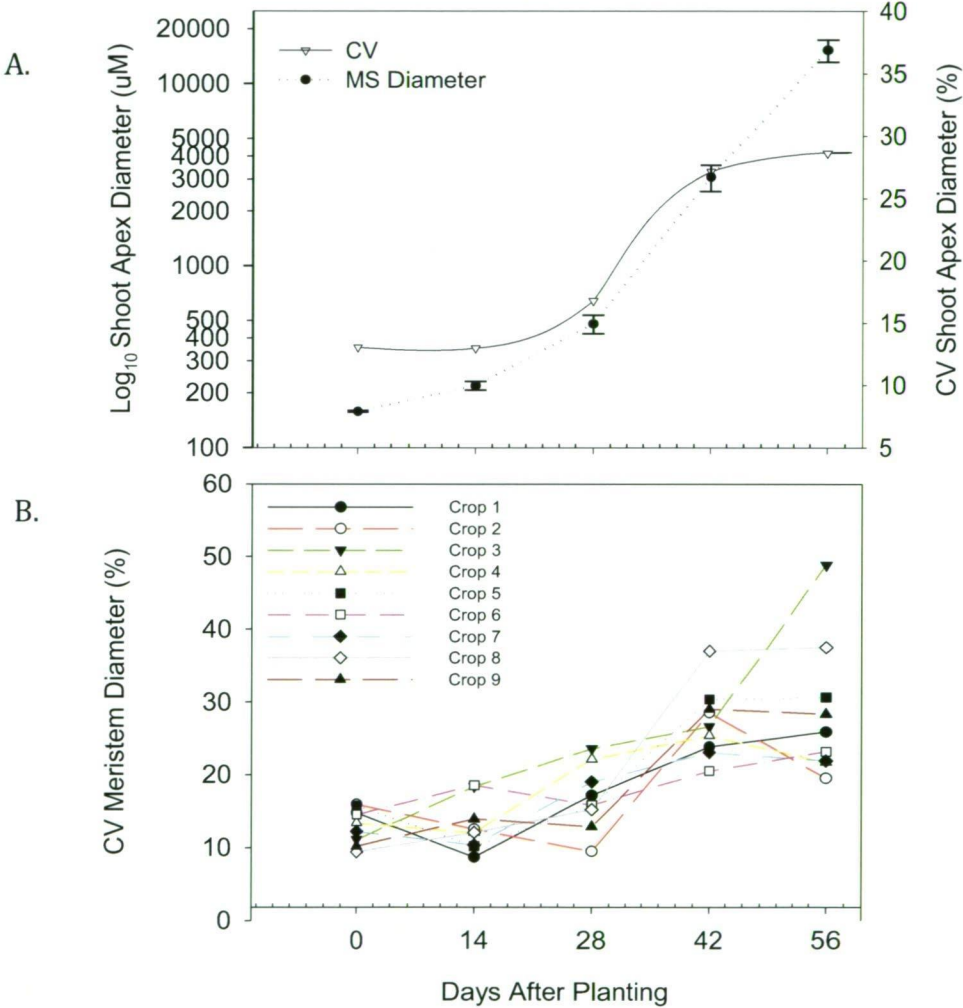 A.
Log10 Shoot Apex Diameter (uM)
20000
10000
5000
4000
3000
2000
1000
500
400
300
200
100
CV
MS Diameter
40
35
30
25
20
15
10
5
CV Shoot Apex Diameter (%)
B.
CV Meristem Diameter (%)
60
50
40
30
20
10
0
Crop 1
Crop 2
Crop 3
Crop 4
Crop 5
Crop 6
Crop 7
Crop 8
Crop 9
0 14 28 42 56
Days After Planting